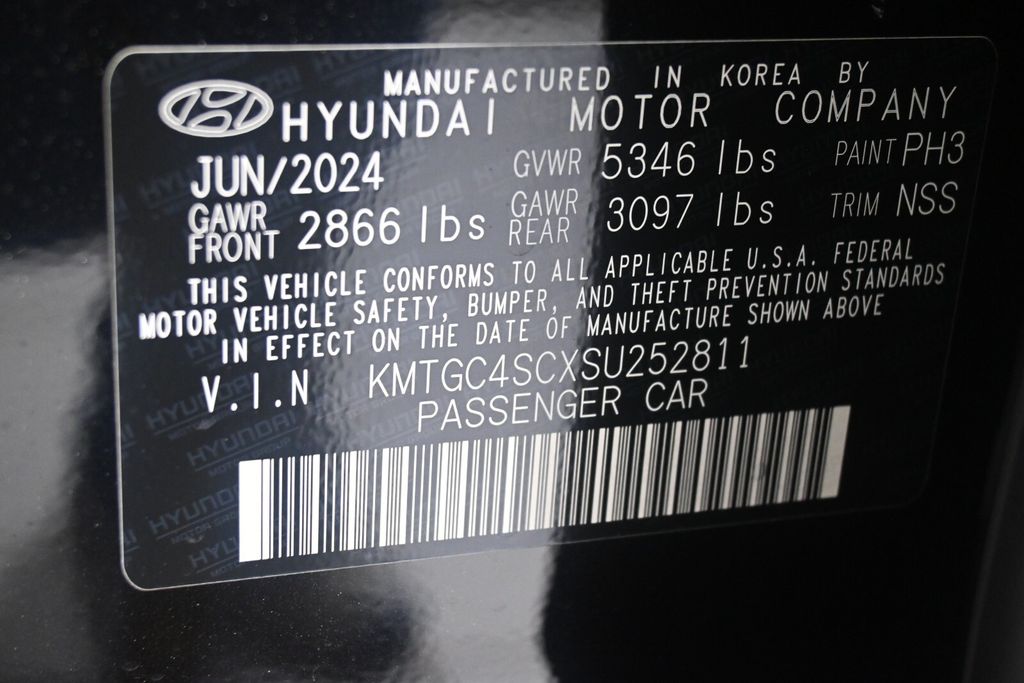 MANUFACTURED IN KOREA BY
HYUNDAI MOTOR COMPANY
JUN/2024 GVWR 5346 lbs PAINT PH3
GAWR FRONT 2866 lbs GAWR REAR 3097 lbs TRIM NSS
THIS VEHICLE CONFORMS TO ALL APPLICABLE U.S.A. FEDERAL
MOTOR VEHICLE SAFETY, BUMPER, AND THEFT PREVENTION STANDARDS
IN EFFECT ON THE DATE OF MANUFACTURE SHOWN ABOVE
V.I.N KMTGC4SCXSU252811
PASSENGER CAR